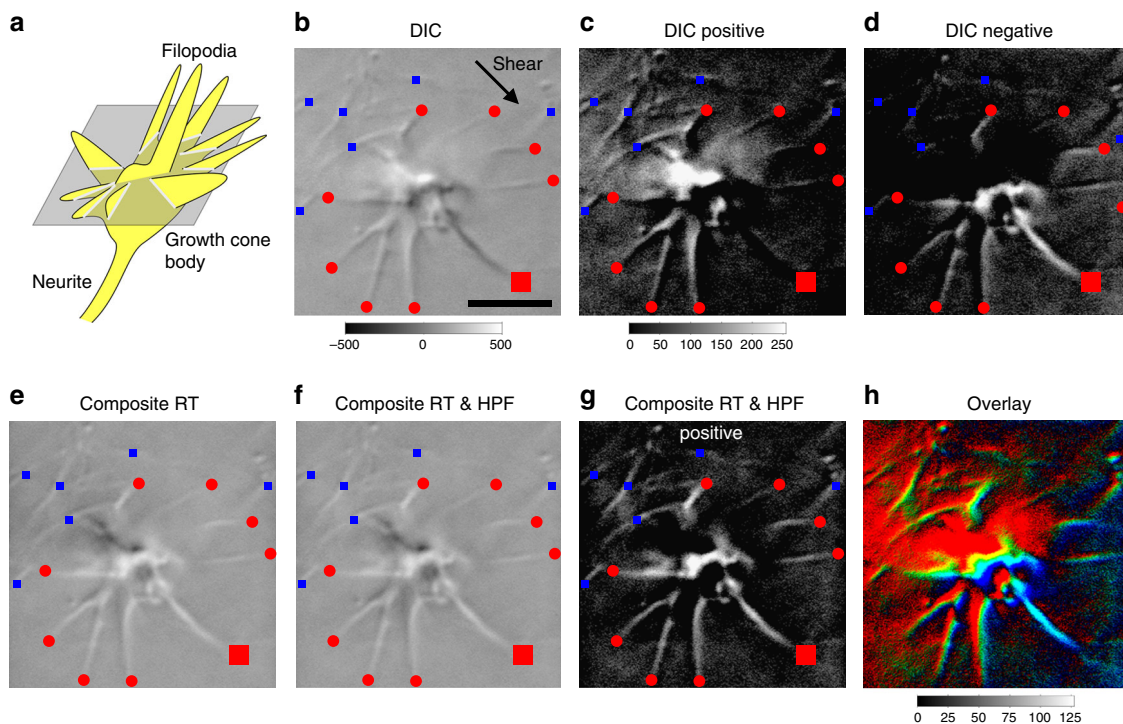 a
Filopodia
Growth cone
body
Neurite
b
DIC
Shear
−500 0 500
c
DIC positive
0 50 100 150 200 250
d
DIC negative
e
Composite RT
f
Composite RT & HPF
g
Composite RT & HPF
positive
h
Overlay
0 25 50 75 100 125